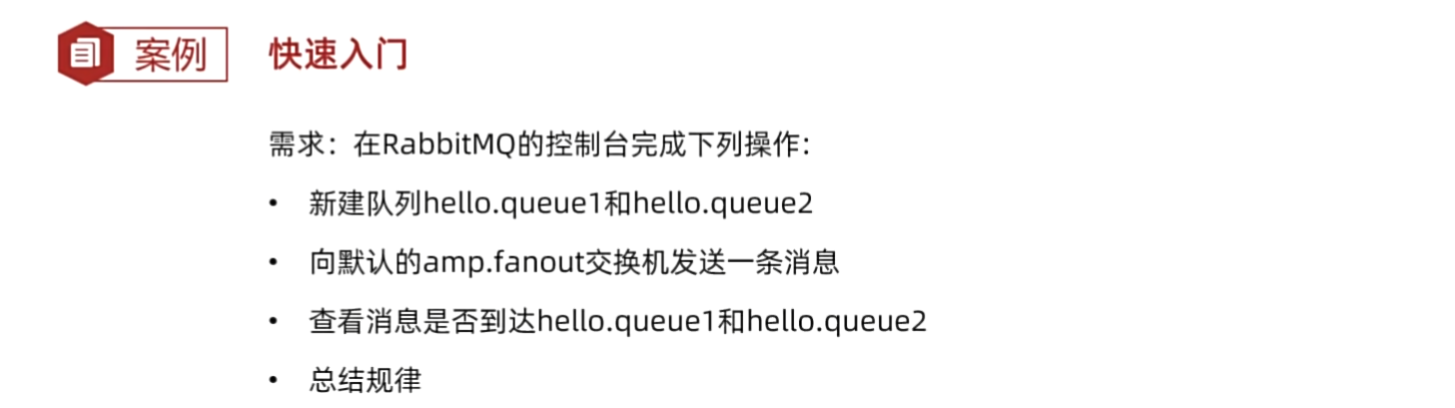 案例 快速入门
需求：在RabbitMQ的控制台完成下列操作：
• 新建队列hello.queue1和hello.queue2
• 向默认的amp.fanout交换机发送一条消息
• 查看消息是否到达hello.queue1和hello.queue2
• 总结规律